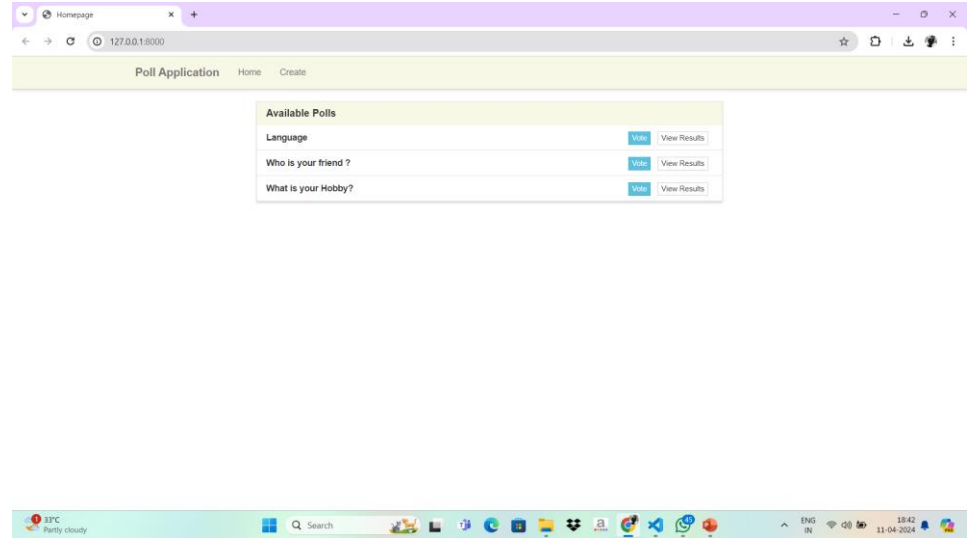 Homepage
127.0.0.1:8000
Poll Application Home Create
Available Polls
Language Vote View Results
Who is your friend ? Vote View Results
What is your Hobby? Vote View Results
1
33°C
Partly cloudy
Search
45
ENG
IN
18:42
11-04-2024